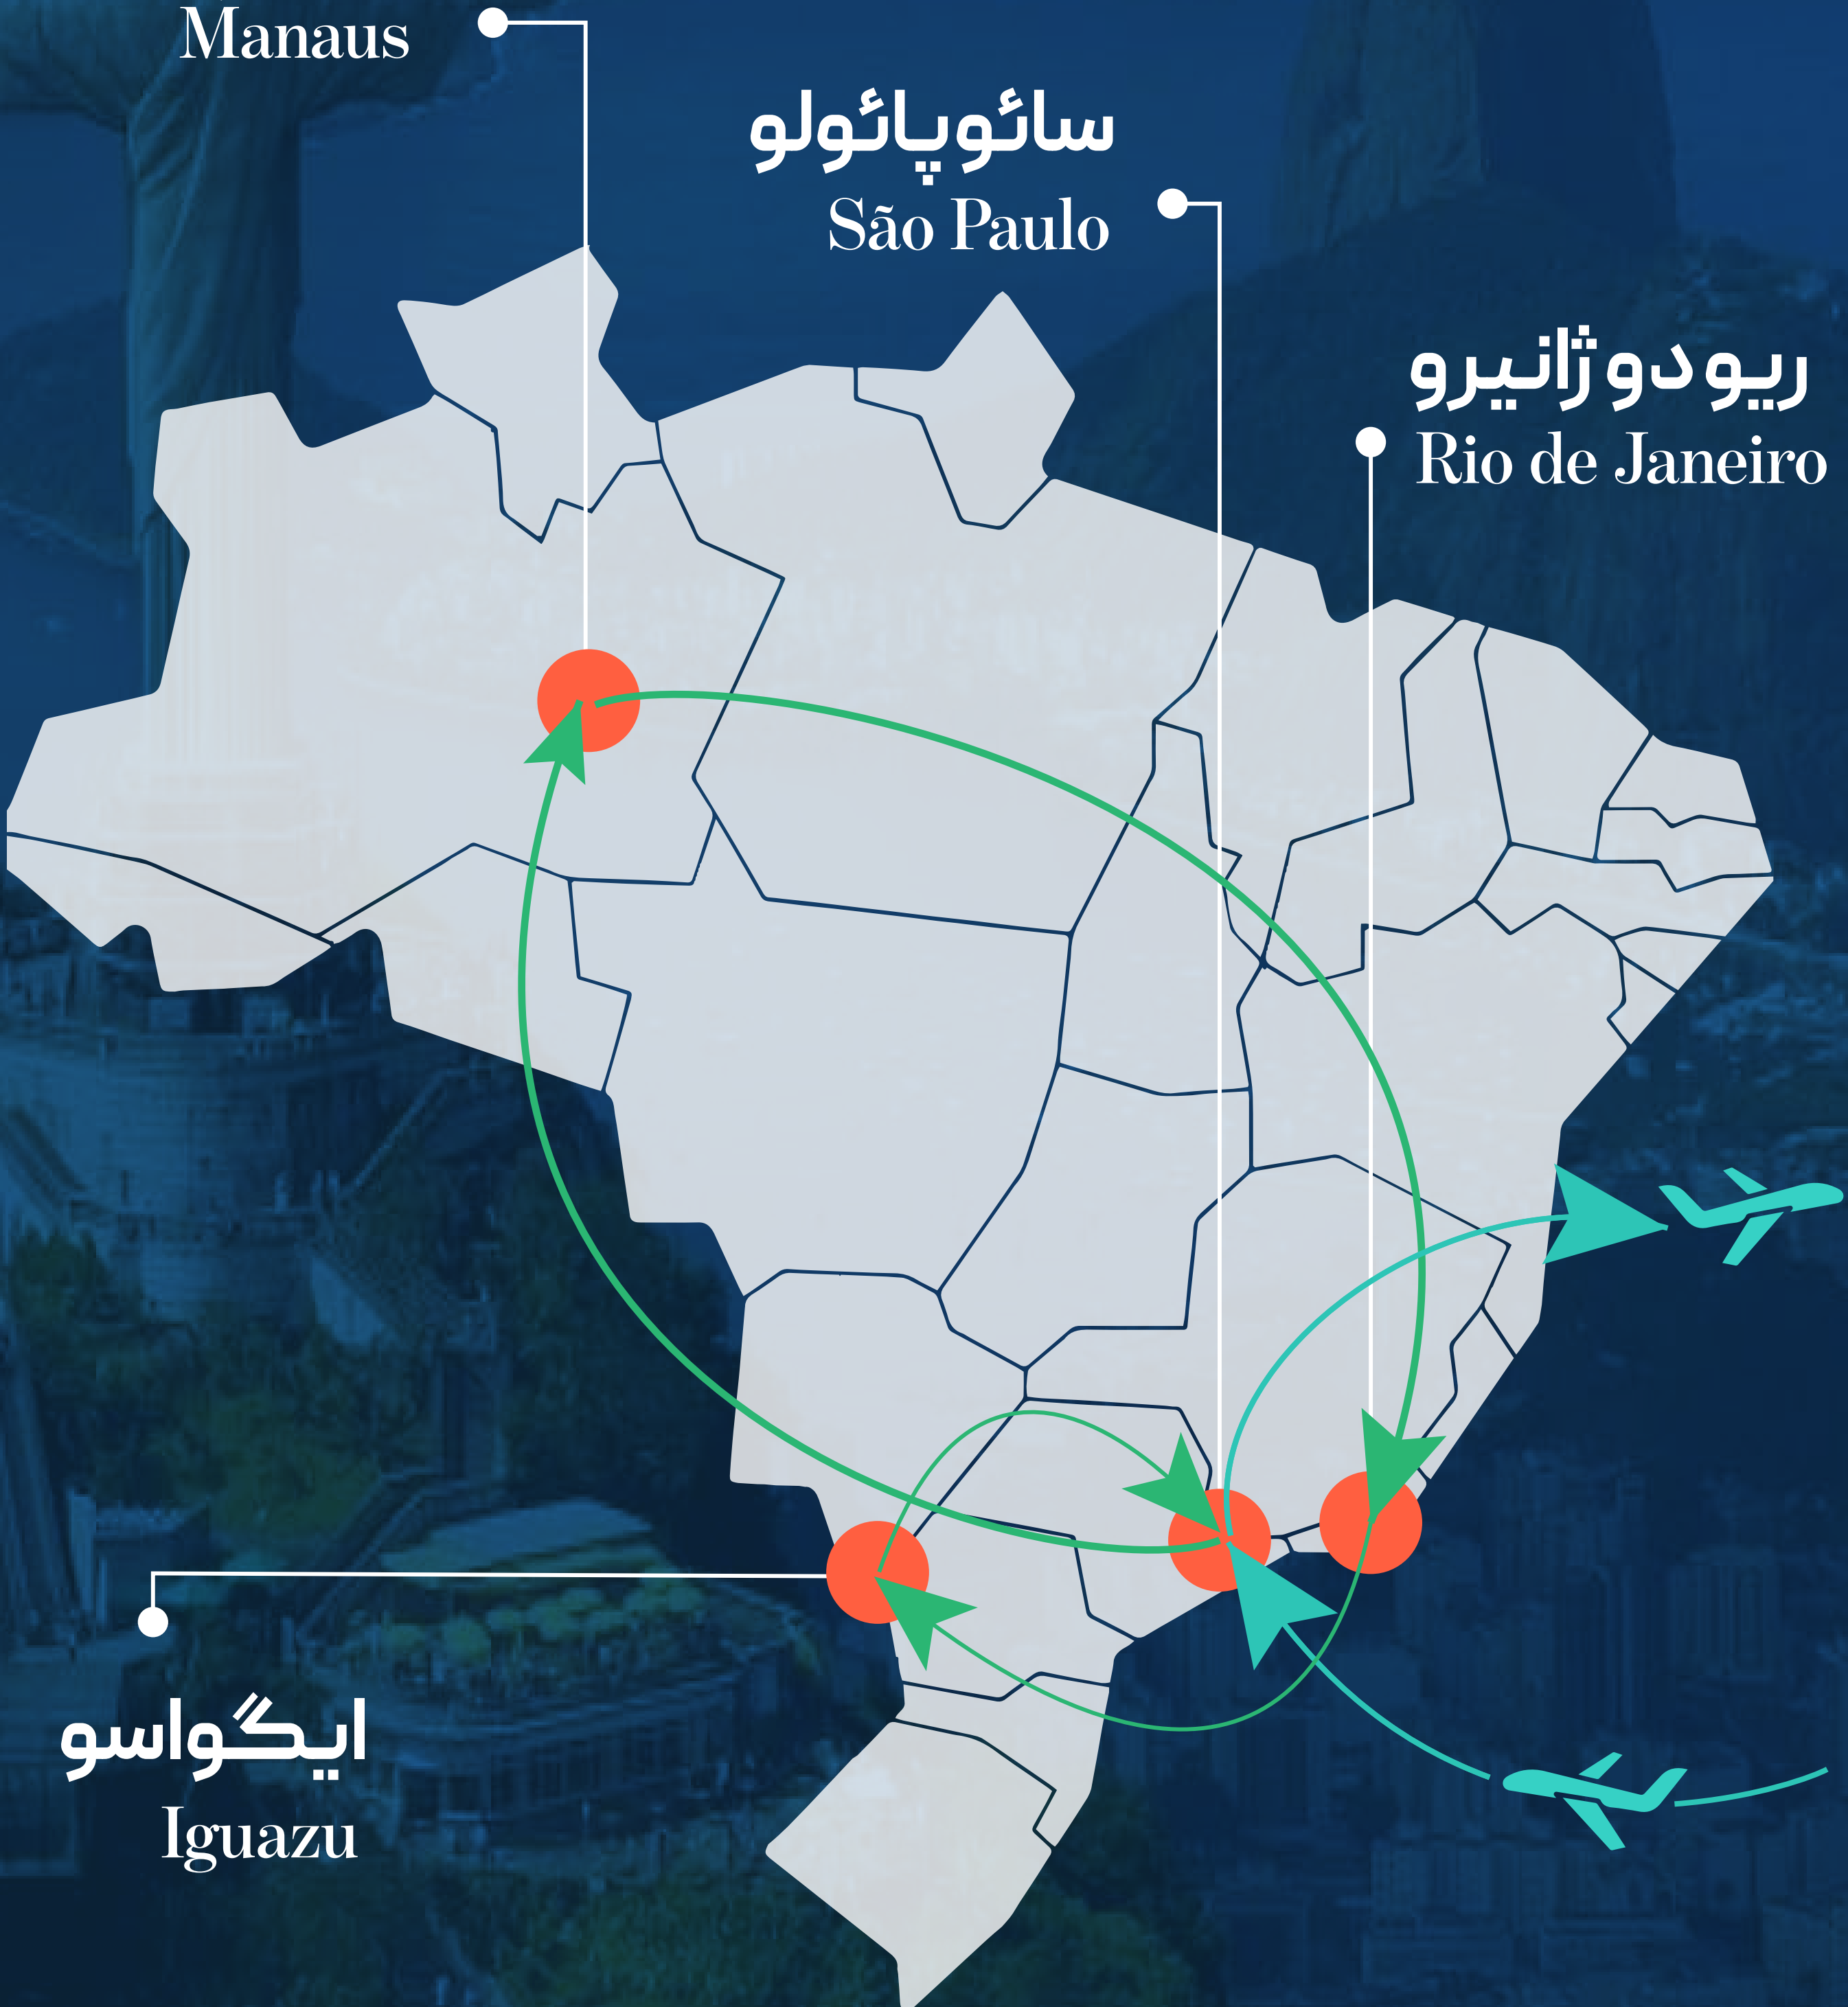 Manaus
سائوپائولو
São Paulo
ریودوژانیرو
Rio de Janeiro
ایگواسو
Iguazu